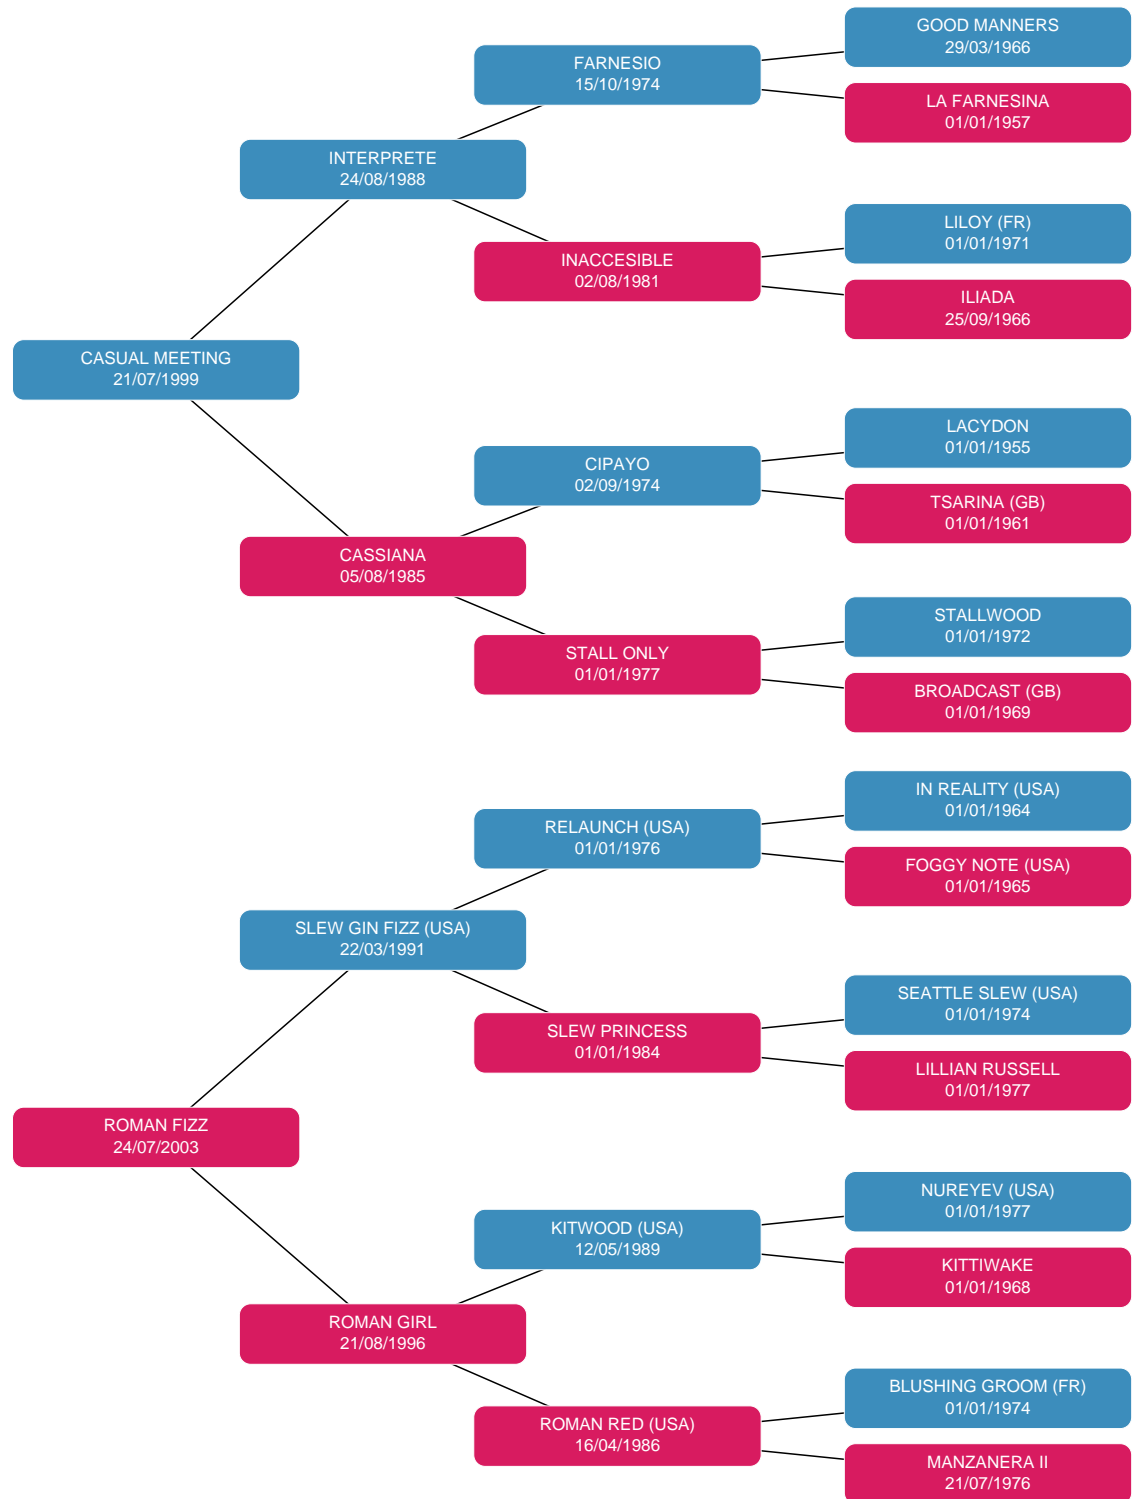 GOOD MANNERS
29/03/1966
FARNESIO
15/10/1974
LA FARNESINA
01/01/1957
INTERPRETE
24/08/1988
LILOY (FR)
01/01/1971
INACCESIBLE
02/08/1981
ILIADA
25/09/1966
CASUAL MEETING
21/07/1999
LACYDON
01/01/1955
CIPAYO
02/09/1974
TSARINA (GB)
01/01/1961
CASSIANA
05/08/1985
STALLWOOD
01/01/1972
STALL ONLY
01/01/1977
BROADCAST (GB)
01/01/1969
IN REALITY (USA)
01/01/1964
RELAUNCH (USA)
01/01/1976
FOGGY NOTE (USA)
01/01/1965
SLEW GIN FIZZ (USA)
22/03/1991
SEATTLE SLEW (USA)
01/01/1974
SLEW PRINCESS
01/01/1984
LILLIAN RUSSELL
01/01/1977
ROMAN FIZZ
24/07/2003
NUREYEV (USA)
01/01/1977
KITWOOD (USA)
12/05/1989
KITTIWAKE
01/01/1968
ROMAN GIRL
21/08/1996
BLUSHING GROOM (FR)
01/01/1974
ROMAN RED (USA)
16/04/1986
MANZANERA II
21/07/1976